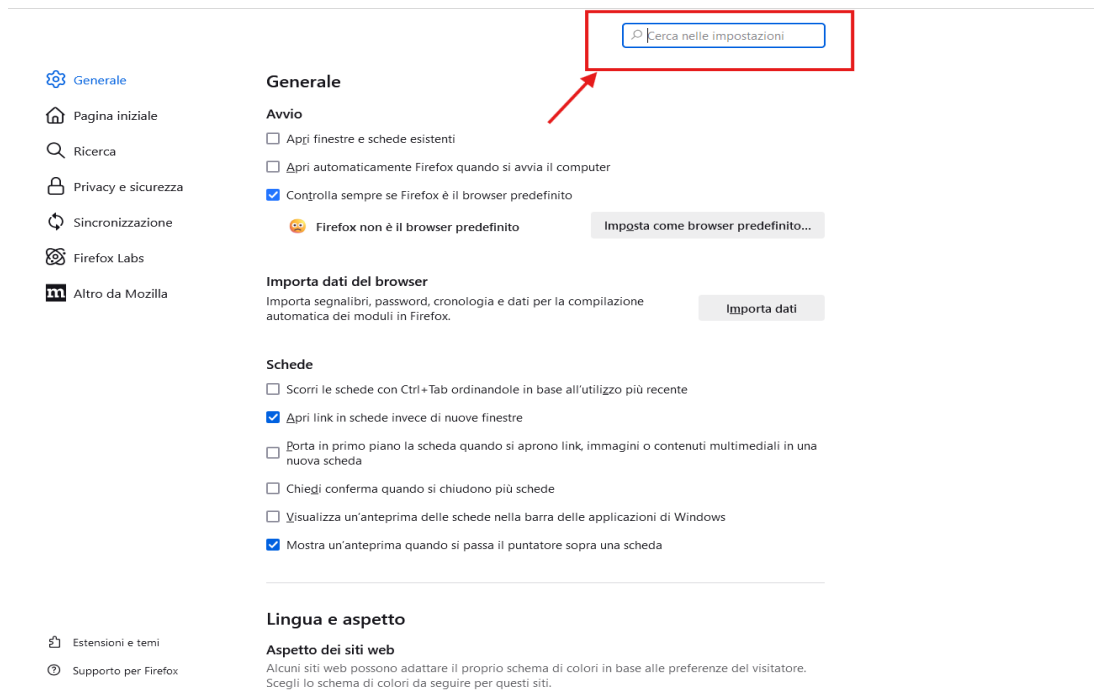 Cerca nelle impostazioni
Generale
Pagina iniziale
Ricerca
Privacy e sicurezza
Sincronizzazione
Firefox Labs
m Altro da Mozilla
Estensioni e temi
Supporto per Firefox
Generale
Avvio
Apri finestre e schede esistenti
Apri automaticamente Firefox quando si avvia il computer
Controlla sempre se Firefox è il browser predefinito
Firefox non è il browser predefinito
Imposta come browser predefinito...
Importa dati del browser
Importa segnalibri, password, cronologia e dati per la compilazione
automatica dei moduli in Firefox.
Importa dati
Schede
Scorri le schede con Ctrl+Tab ordinandole in base all'utilizzo più recente
Apri link in schede invece di nuove finestre
Porta in primo piano la scheda quando si aprono link, immagini o contenuti multimediali in una
nuova scheda
Chiedi conferma quando si chiudono più schede
Visualizza un'anteprima delle schede nella barra delle applicazioni di Windows
Mostra un'anteprima quando si passa il puntatore sopra una scheda
Lingua e aspetto
Aspetto dei siti web
Alcuni siti web possono adattare il proprio schema di colori in base alle preferenze del visitatore.
Scegli lo schema di colori da seguire per questi siti.